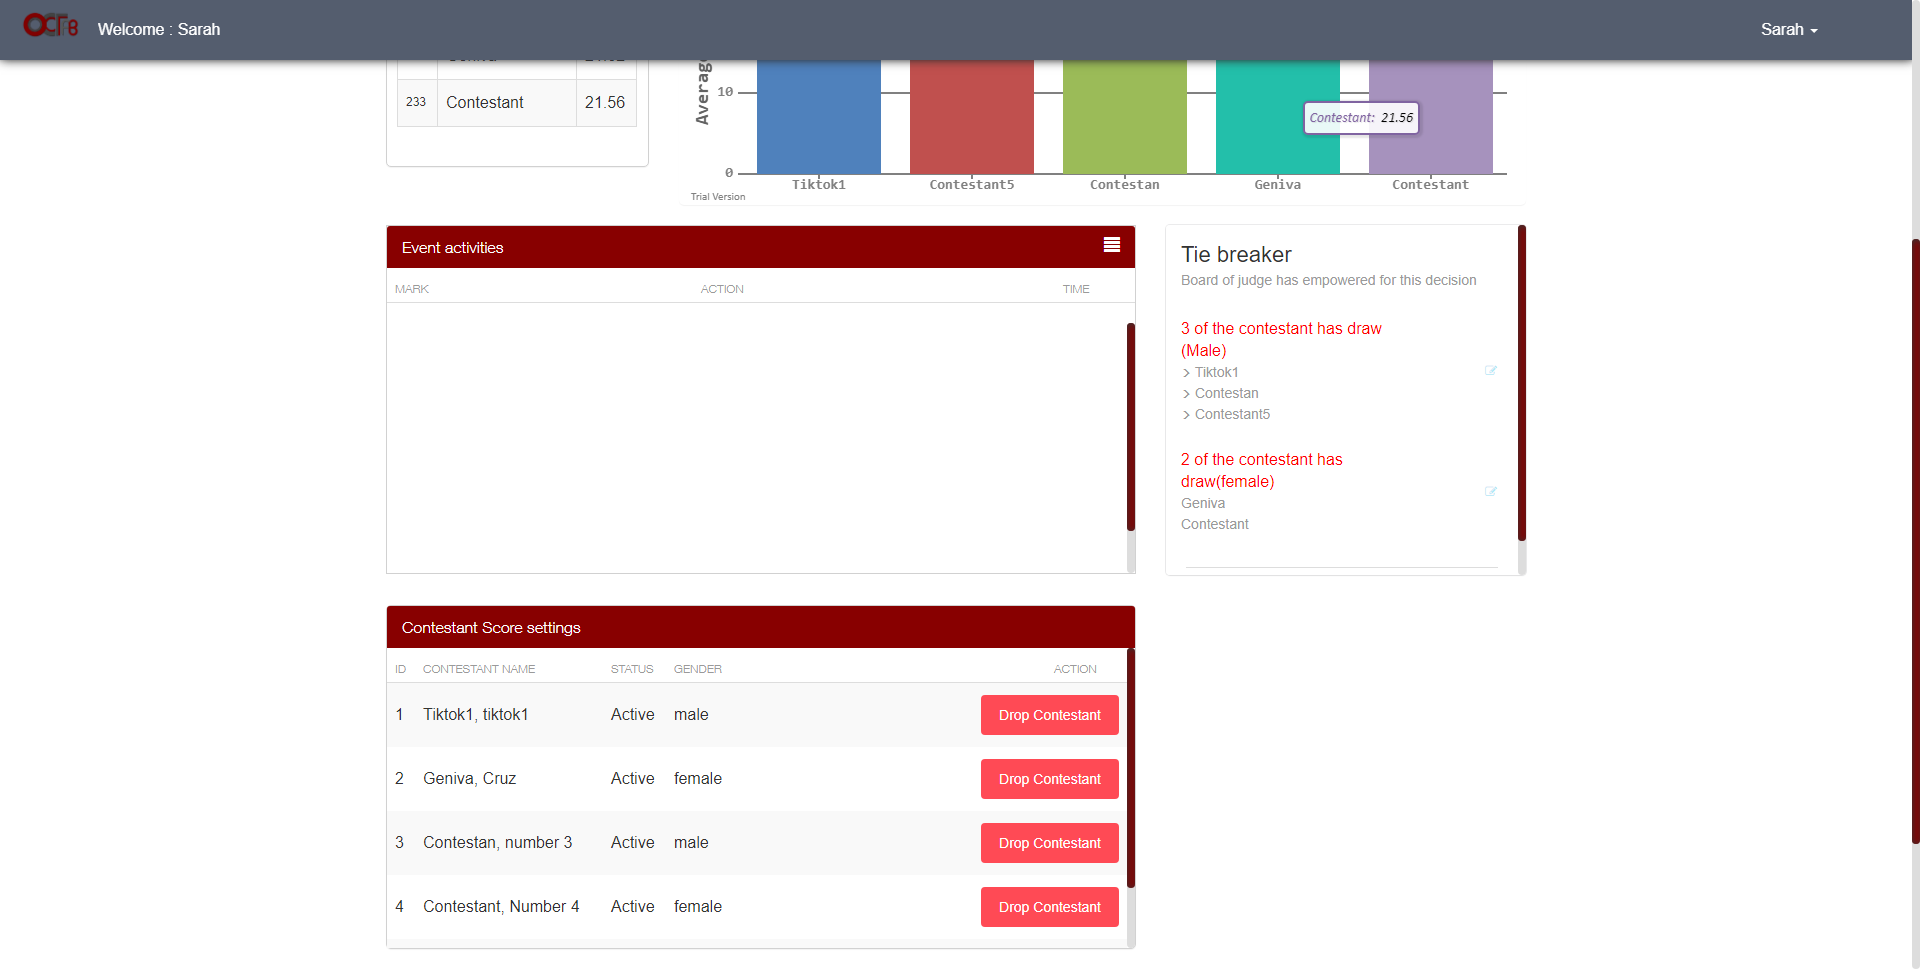 OCFFB
Welcome : Sarah
Sarah
233 Contestant 21.56
Average
10
0
Contestant: 21.56
Tiktok1 Contestant5 Contestan Geniva Contestant
Trial Version
Event activities
MARK ACTION TIME
Tie breaker
Board of judge has empowered for this decision
3 of the contestant has draw
(Male)
> Tiktok1
> Contestan
> Contestant5
2 of the contestant has
draw(female)
Geniva
Contestant
Contestant Score settings
ID CONTESTANT NAME STATUS GENDER ACTION
1 Tiktok1, tiktok1 Active male Drop Contestant
2 Geniva, Cruz Active female Drop Contestant
3 Contestan, number 3 Active male Drop Contestant
4 Contestant, Number 4 Active female Drop Contestant